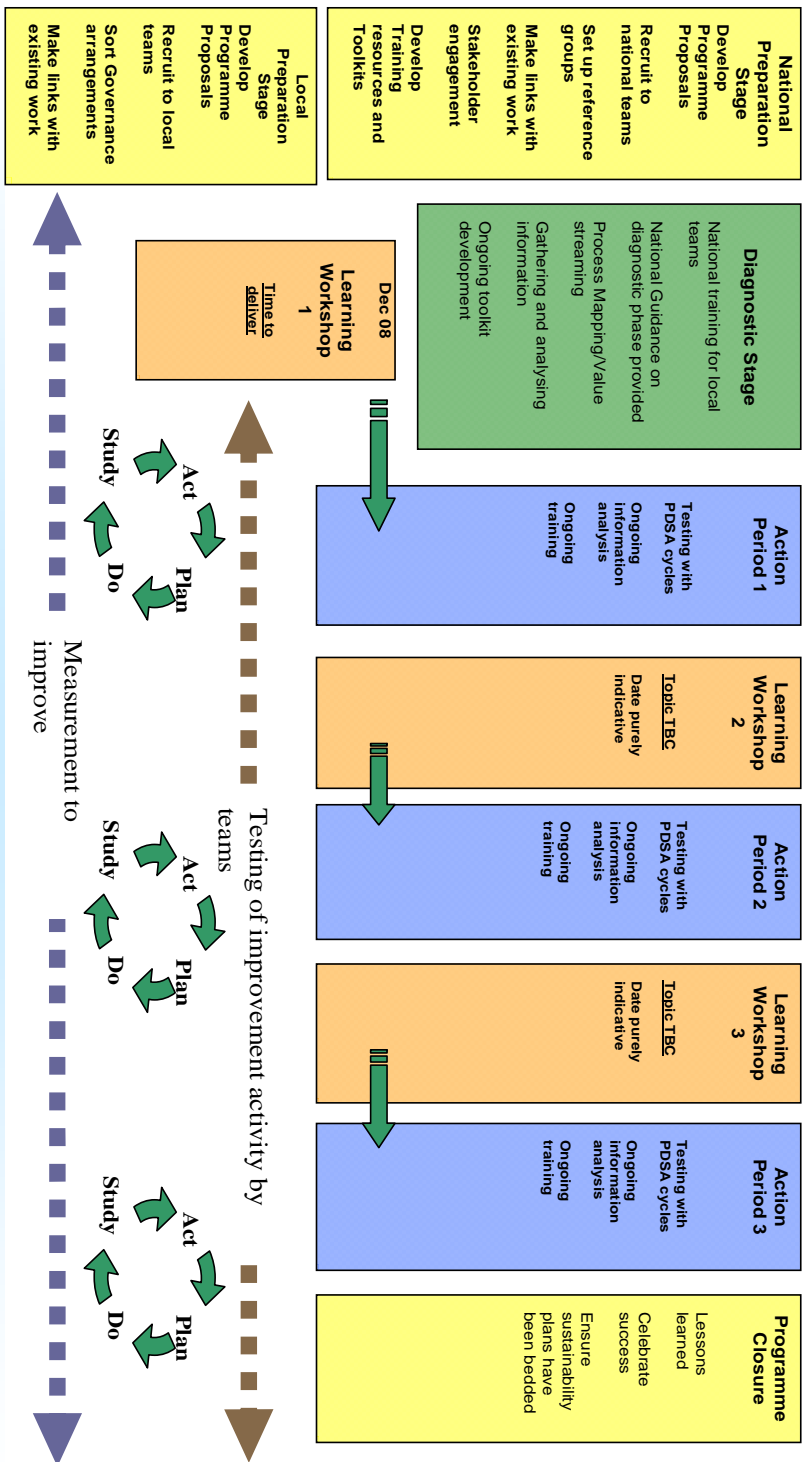 National
Preparation
Stage
Develop
Programme
Proposals
Recruit to
national teams
Set up reference
groups
Make links with
existing work
Stakeholder
engagement
Develop
Training
resources and
Toolkits
Local
Preparation
Stage
Develop
Programme
Proposals
Recruit to local
teams
Sort Governance
arrangements
Make links with
existing work
Diagnostic Stage
National training for local
teams
National Guidance on
diagnostic phase provided
Process Mapping/Value
streaming
Gathering and analysing
information
Ongoing toolkit
development
Dec 08
Learning
Workshop
1
Time to
deliver
Action
Period 1
Testing with
PDSA cycles
Ongoing
information
analysis
Ongoing
training
Learning
Workshop
2
Topic TBC
Date purely
indicative
Action
Period 2
Testing with
PDSA cycles
Ongoing
information
analysis
Ongoing
training
Learning
Workshop
3
Topic TBC
Date purely
indicative
Action
Period 3
Testing with
PDSA cycles
Ongoing
information
analysis
Ongoing
training
Programme
Closure
Lessons
learned
Celebrate
success
Ensure
sustainability
plans have
been bedded
Testing of improvement activity by
teams
Act
Plan
Study
Do
Act
Plan
Study
Do
Act
Plan
Study
Do
Measurement to
improve